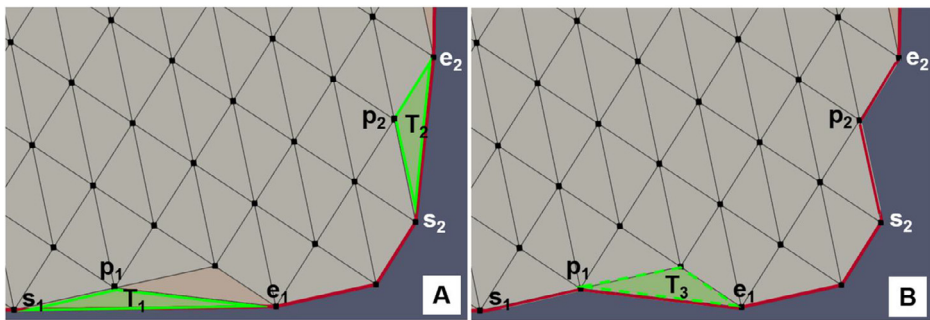 e₂
p₂
T₂
s₂
p₁
s₁
T₁
e₁
A
e₂
p₂
s₂
p₁
s₁
T₃
e₁
B